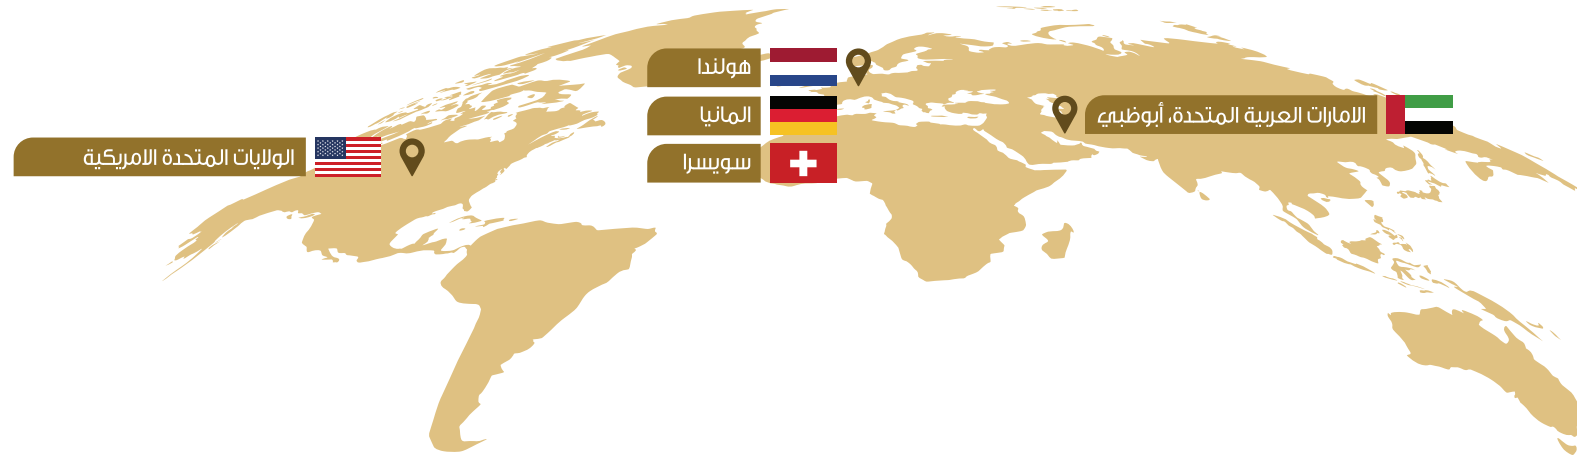 هولندا
المانيا
سويسرا
الامارات العربية المتحدة، أبوظبي
الولايات المتحدة الامريكية